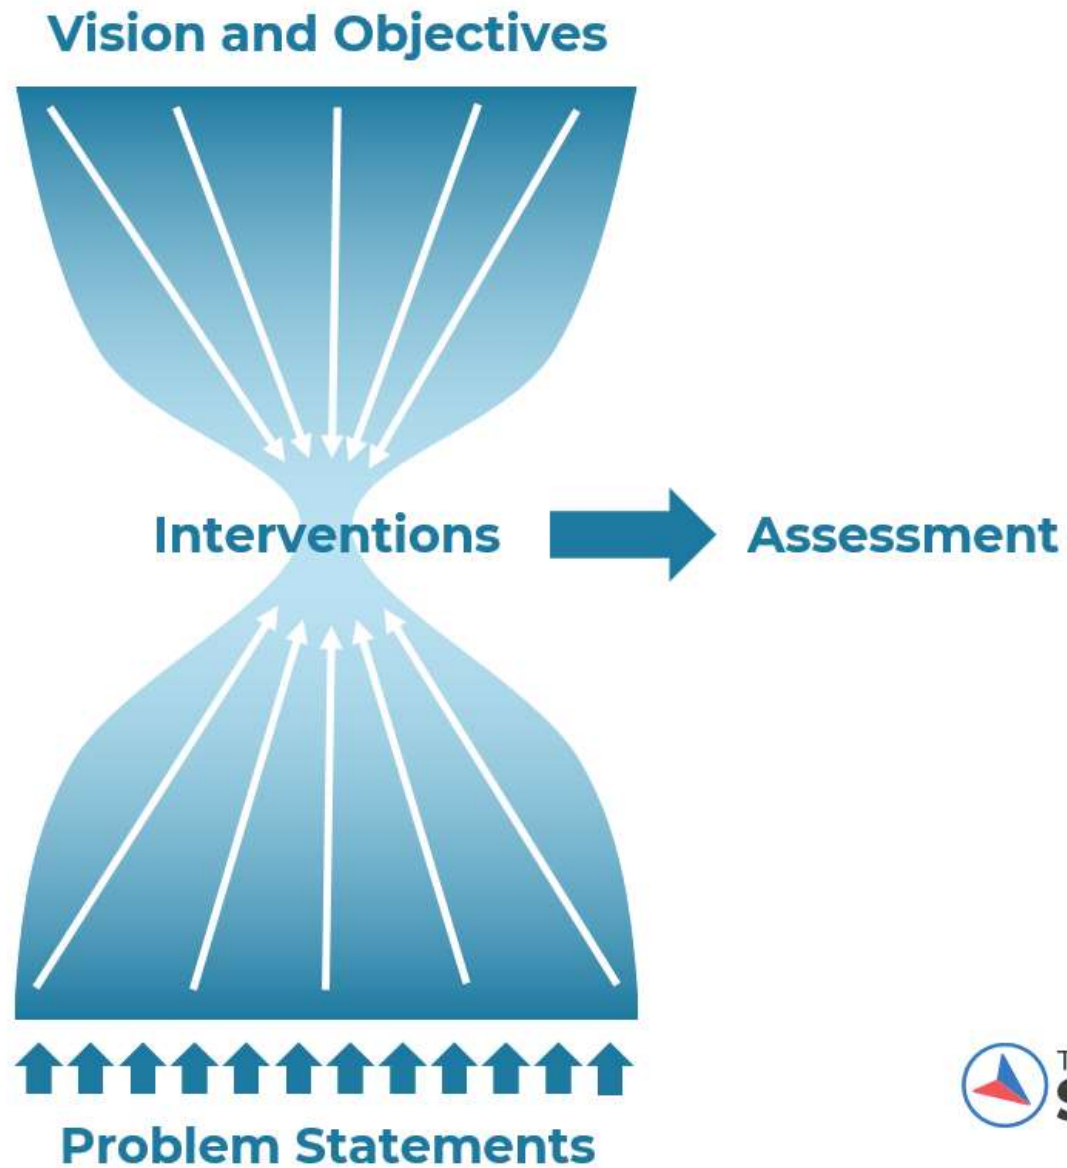 Vision and Objectives
Interventions
Assessment
Problem Statements